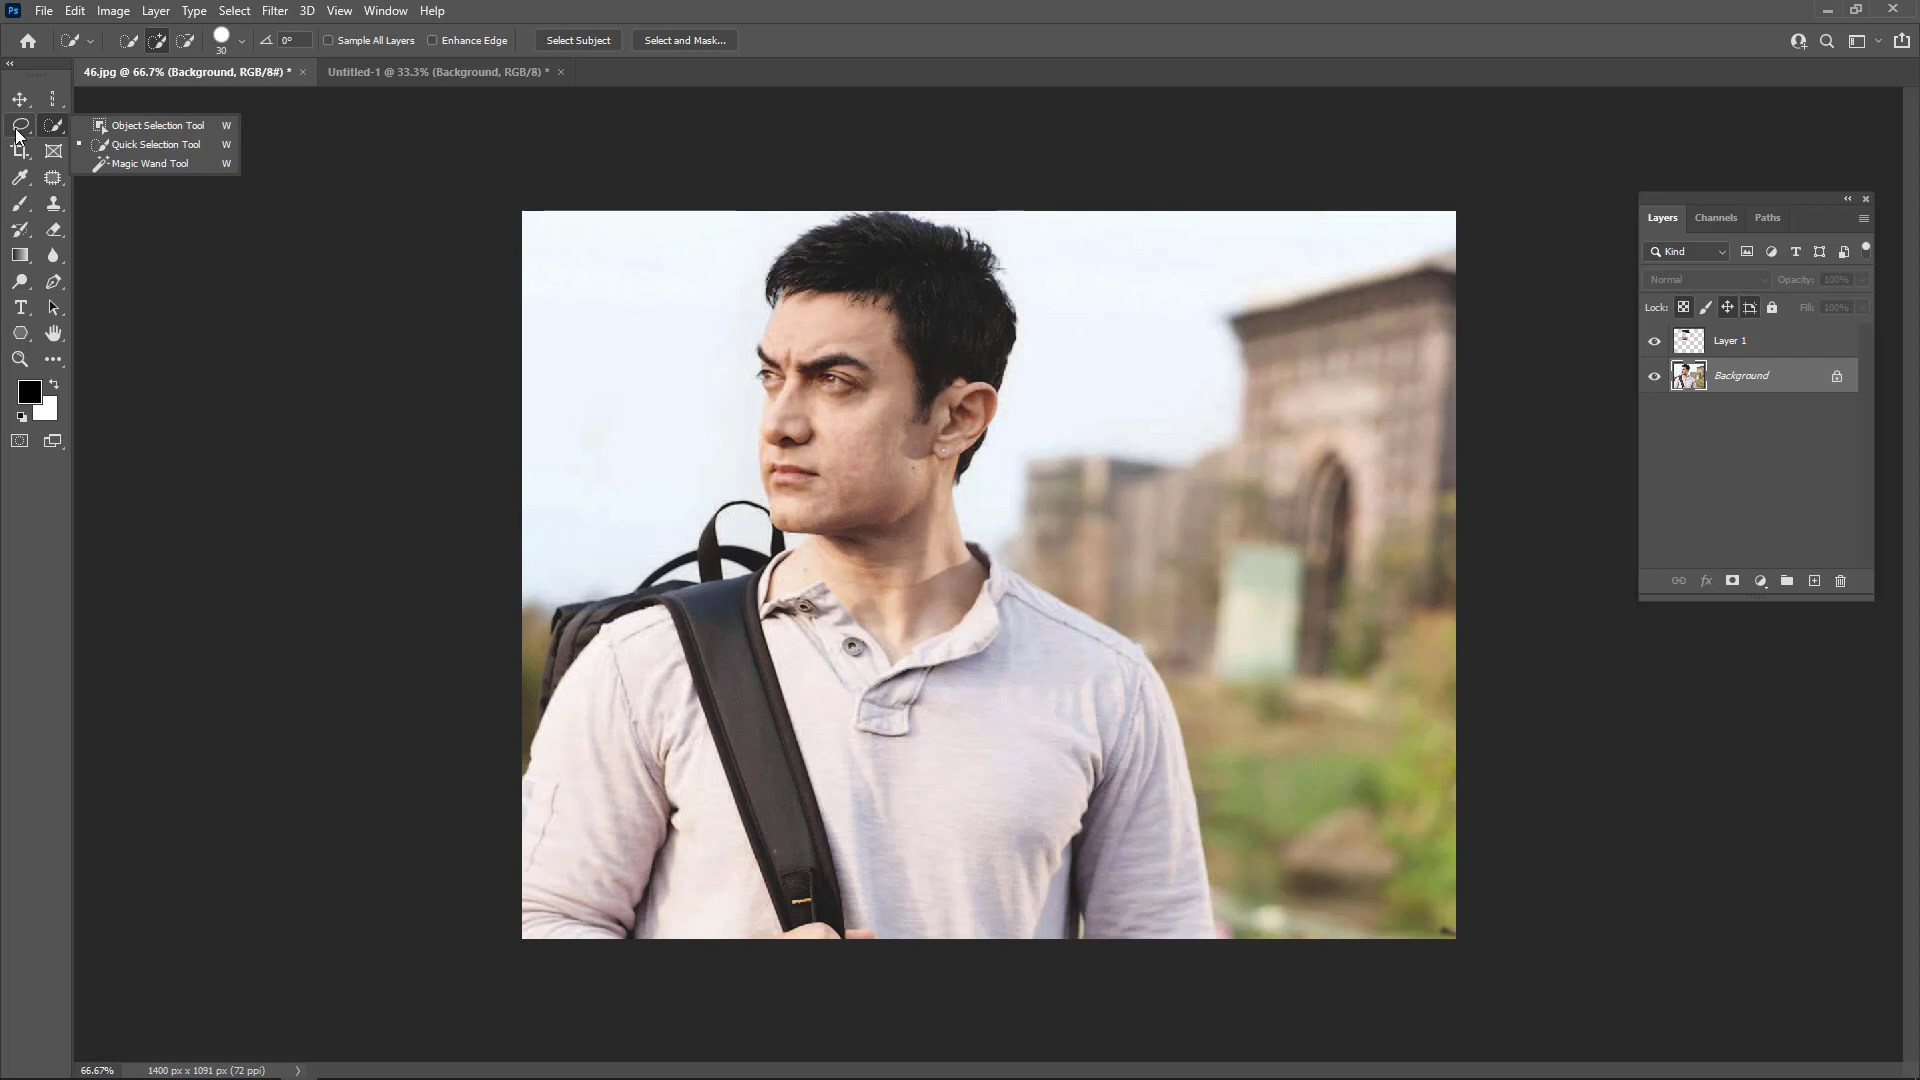 Ps File Edit Image Layer Type Select Filter 3D View Window Help
30 0° Sample All Layers Enhance Edge Select Subject Select and Mask...
46.jpg @ 66.7% (Background, RGB/8#) * × Untitled-1 @ 33.3% (Background, RGB/8) * ×
Object Selection Tool W
Quick Selection Tool W
Magic Wand Tool W
Layers Channels Paths
Kind
Normal Opacity: 100%
Lock: Fill: 100%
Layer 1
Background
fx
66.67% 1400 px x 1091 px (72 ppi)